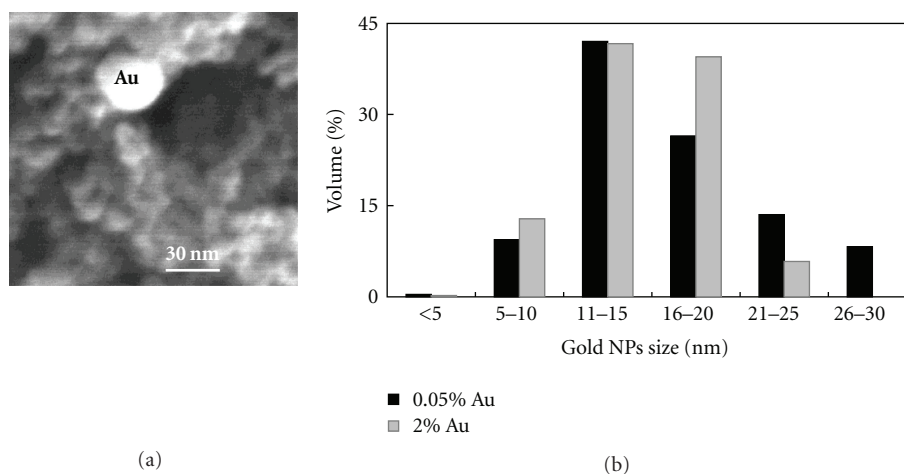 Au
30 nm
(a)
Volume (%)
45
30
15
0
<5 5–10 11–15 16–20 21–25 26–30
Gold NPs size (nm)
0.05% Au
2% Au
(b)